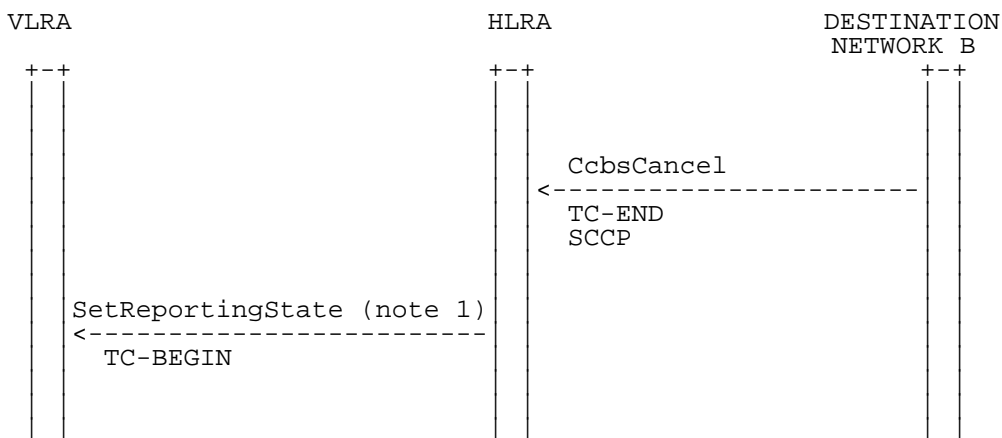 VLRA HLRA DESTINATION
NETWORK B
CcbsCancel
TC-END
SCCP
SetReportingState (note 1)
TC-BEGIN